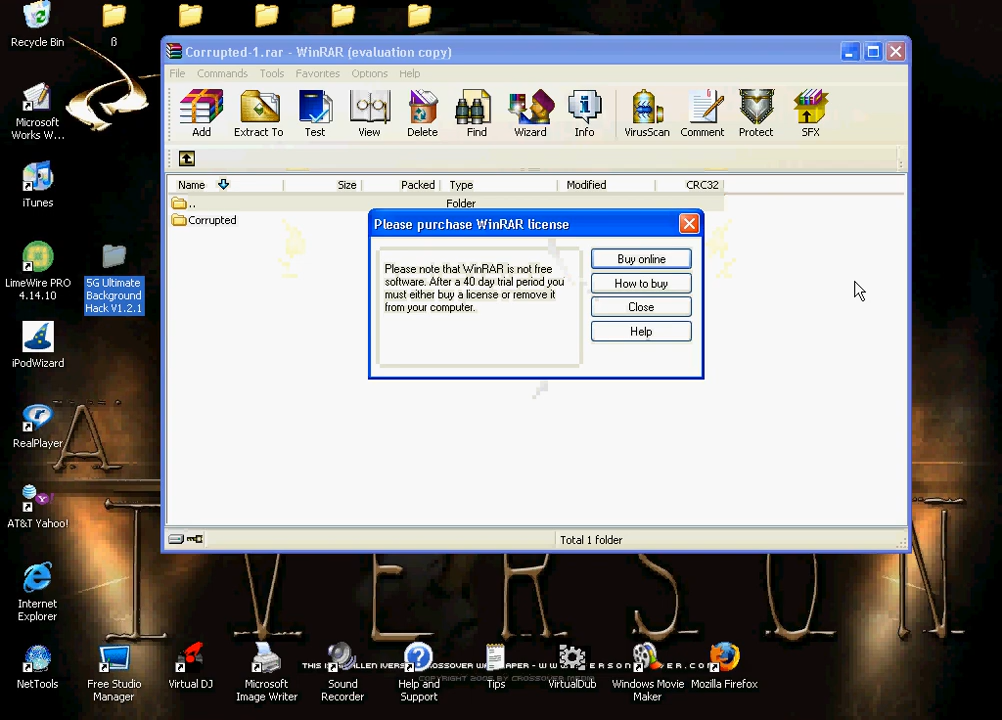 Corrupted-1.rar - WinRAR (evaluation copy)
File Commands Tools Favorites Options Help
Add Extract To Test View Delete Find Wizard Info VirusScan Comment Protect SFX
Name Size Packed Type Modified CRC32
.. Folder
Corrupted
Please purchase WinRAR license
Please note that WinRAR is not free
software. After a 40 day trial period you
must either buy a license or remove it
from your computer.
Buy online
How to buy
Close
Help
Total 1 folder
Recycle Bin
β
Microsoft
Works W...
iTunes
LimeWire PRO
4.14.10
5G Ultimate
Background
Hack V1.2.1
iPodWizard
RealPlayer
AT&T Yahoo!
Internet
Explorer
A
IVERSON
NetTools
Free Studio
Manager
Virtual DJ
Microsoft
Image Writer
Sound
Recorder
Help and
Support
Tips
VirtualDub
Windows Movie
Maker
Mozilla Firefox